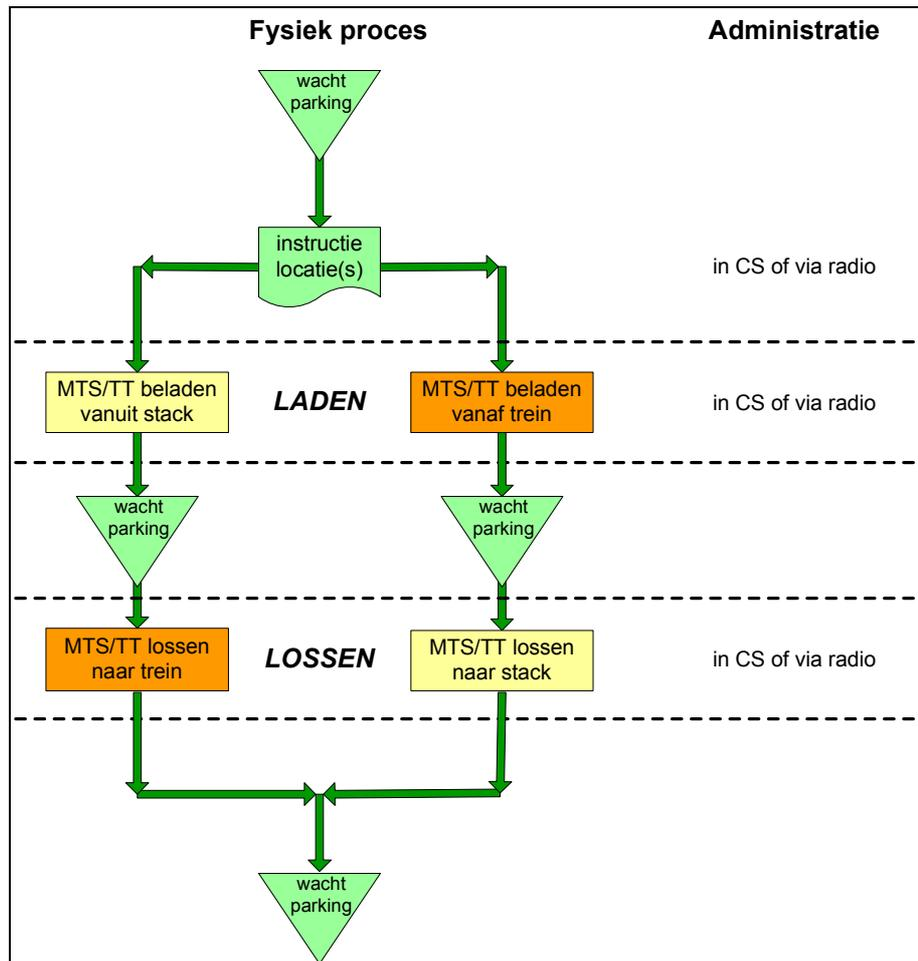 Fysiek proces
Administratie
wacht
parking
instructie
locatie(s)
in CS of via radio
MTS/TT beladen
vanuit stack
LADEN
MTS/TT beladen
vanaf trein
in CS of via radio
wacht
parking
wacht
parking
MTS/TT lossen
naar trein
LOSSEN
MTS/TT lossen
naar stack
in CS of via radio
wacht
parking